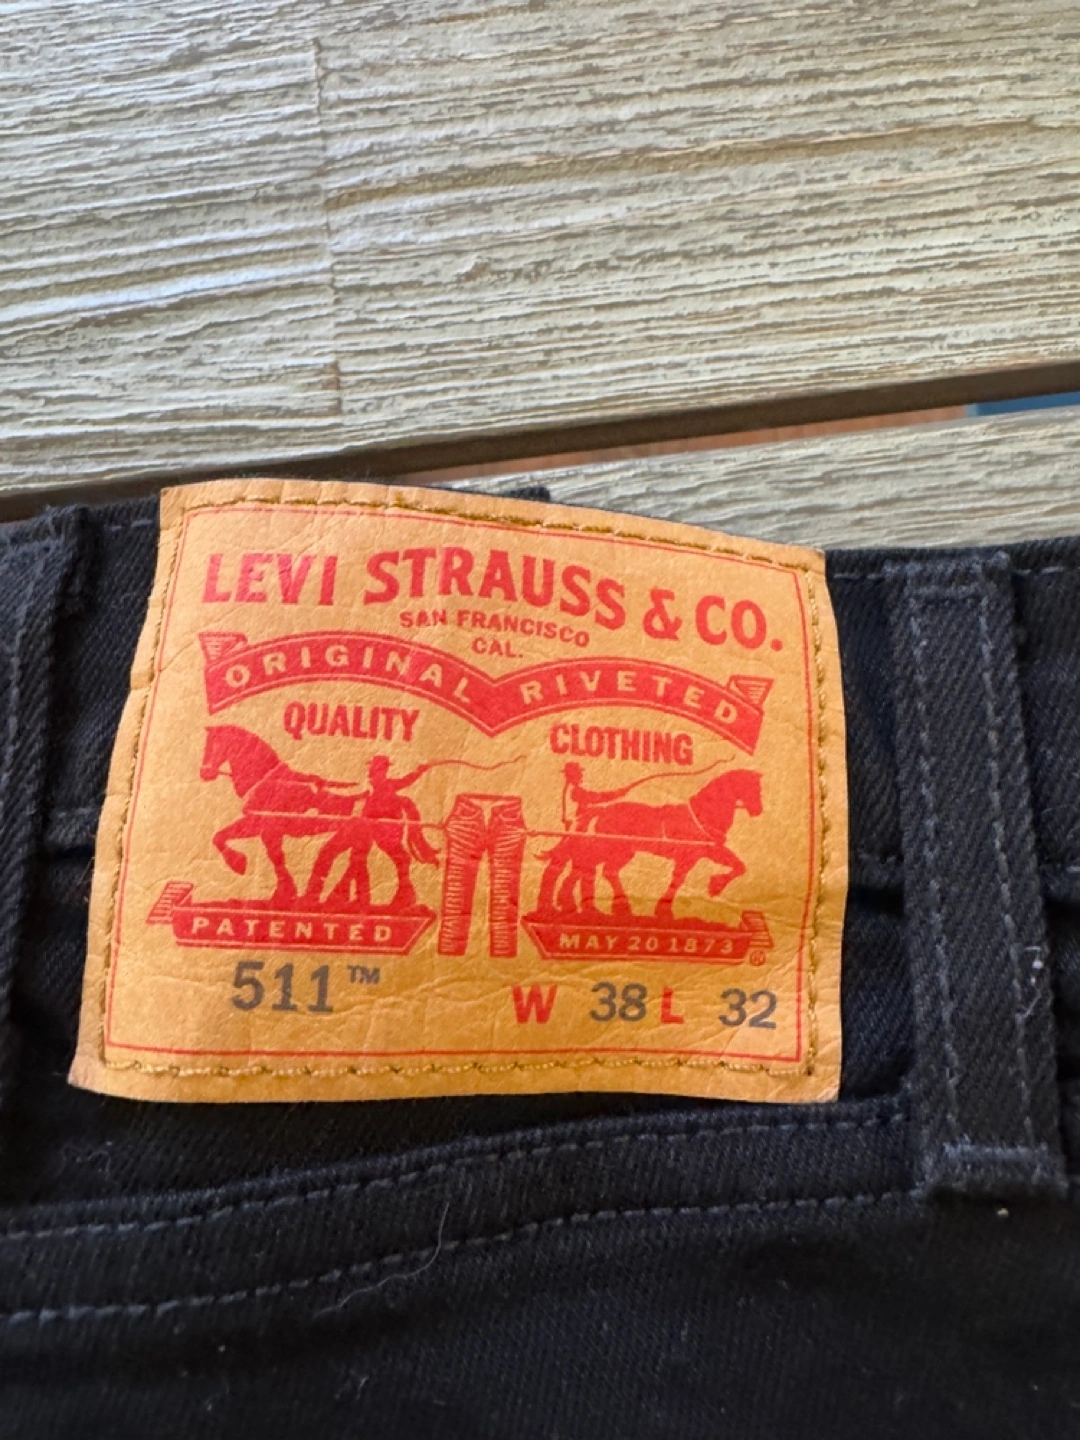 LEVI STRAUSS & CO.
SAN FRANCISCO
CAL.
ORIGINAL RIVETED
QUALITY CLOTHING
PATENTED MAY 20 1873 ®
511™ W 38 L 32